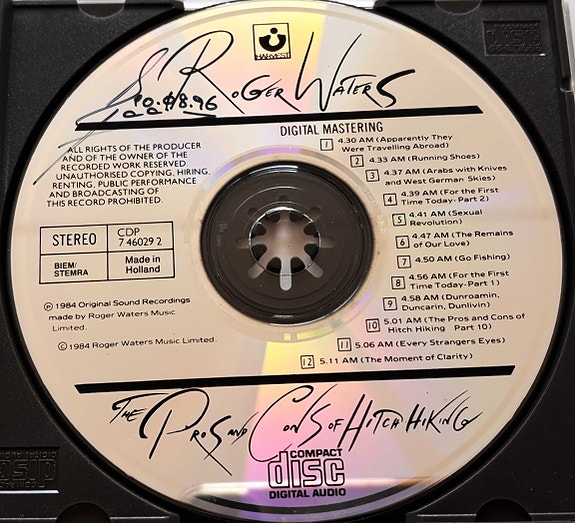 HARVEST
ROGER WATERS
DIGITAL MASTERING
ALL RIGHTS OF THE PRODUCER
AND OF THE OWNER OF THE
RECORDED WORK RESERVED
UNAUTHORISED COPYING, HIRING,
RENTING, PUBLIC PERFORMANCE
AND BROADCASTING OF
THIS RECORD PROHIBITED.
STEREO
CDP
7 46029 2
BIEM/
STEMRA
Made in
Holland
℗ 1984 Original Sound Recordings
made by Roger Waters Music
Limited.
© 1984 Roger Waters Music Limited.
1 4.30 AM (Apparently They
Were Travelling Abroad)
2 4.33 AM (Running Shoes)
3 4.37 AM (Arabs with Knives
and West German Skies)
4 4.39 AM (For the First
Time Today-Part 2)
5 4.41 AM (Sexual
Revolution)
6 4.47 AM (The Remains
of Our Love)
7 4.50 AM (Go Fishing)
8 4.56 AM (For the First
Time Today-Part 1)
9 4.58 AM (Dunroamin,
Duncarin, Dunlivin)
10 5.01 AM (The Pros and Cons of
Hitch Hiking Part 10)
11 5.06 AM (Every Strangers Eyes)
12 5.11 AM (The Moment of Clarity)
THE PROS AND CONS OF HITCH HIKING
COMPACT
disc
DIGITAL AUDIO